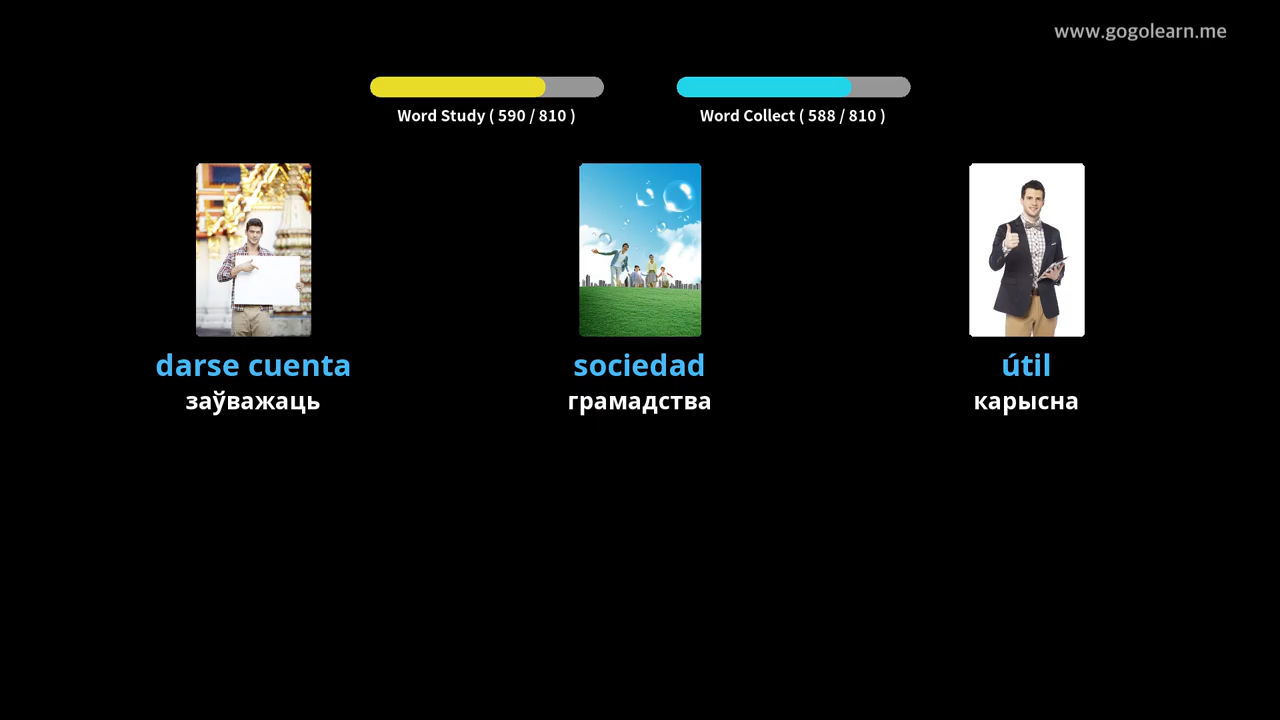 www.gogolearn.me
Word Study ( 590 / 810 )
Word Collect ( 588 / 810 )
darse cuenta
заўважаць
sociedad
грамадства
útil
карысна